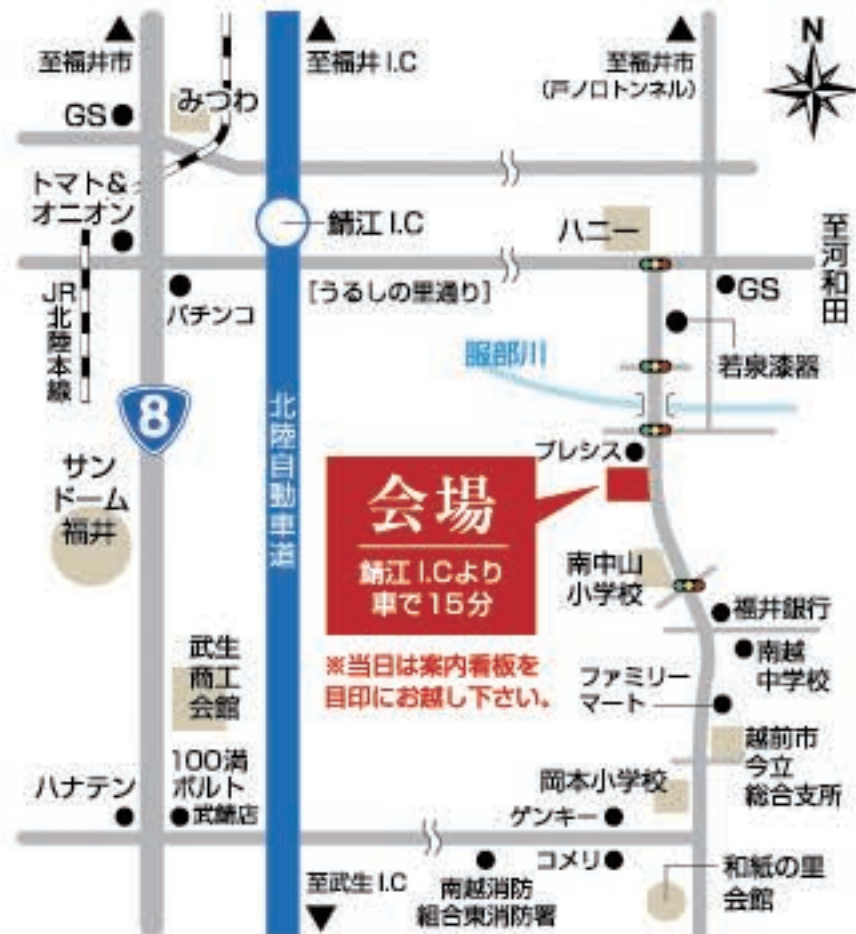 至福井市
至福井 I.C
至福井市
(戸ノ口トンネル)
N
みつわ
GS
トマト&
オニオン
鯖江 I.C
ハニー
至河和田
[うるしの里通り]
GS
JR北陸本線
パチンコ
若泉漆器
服部川
8
北陸自動車道
プレシス
サン
ドーム
福井
会場
鯖江 I.Cより
車で15分
南中山
小学校
福井銀行
※当日は案内看板を
目印にお越し下さい。
南越
中学校
武生
商工
会館
ファミリー
マート
越前市
今立
総合支所
100満
ボルト
武鯖店
ハナテン
岡本小学校
ゲンキー
コメリ
和紙の里
会館
至武生 I.C
南越消防
組合東消防署